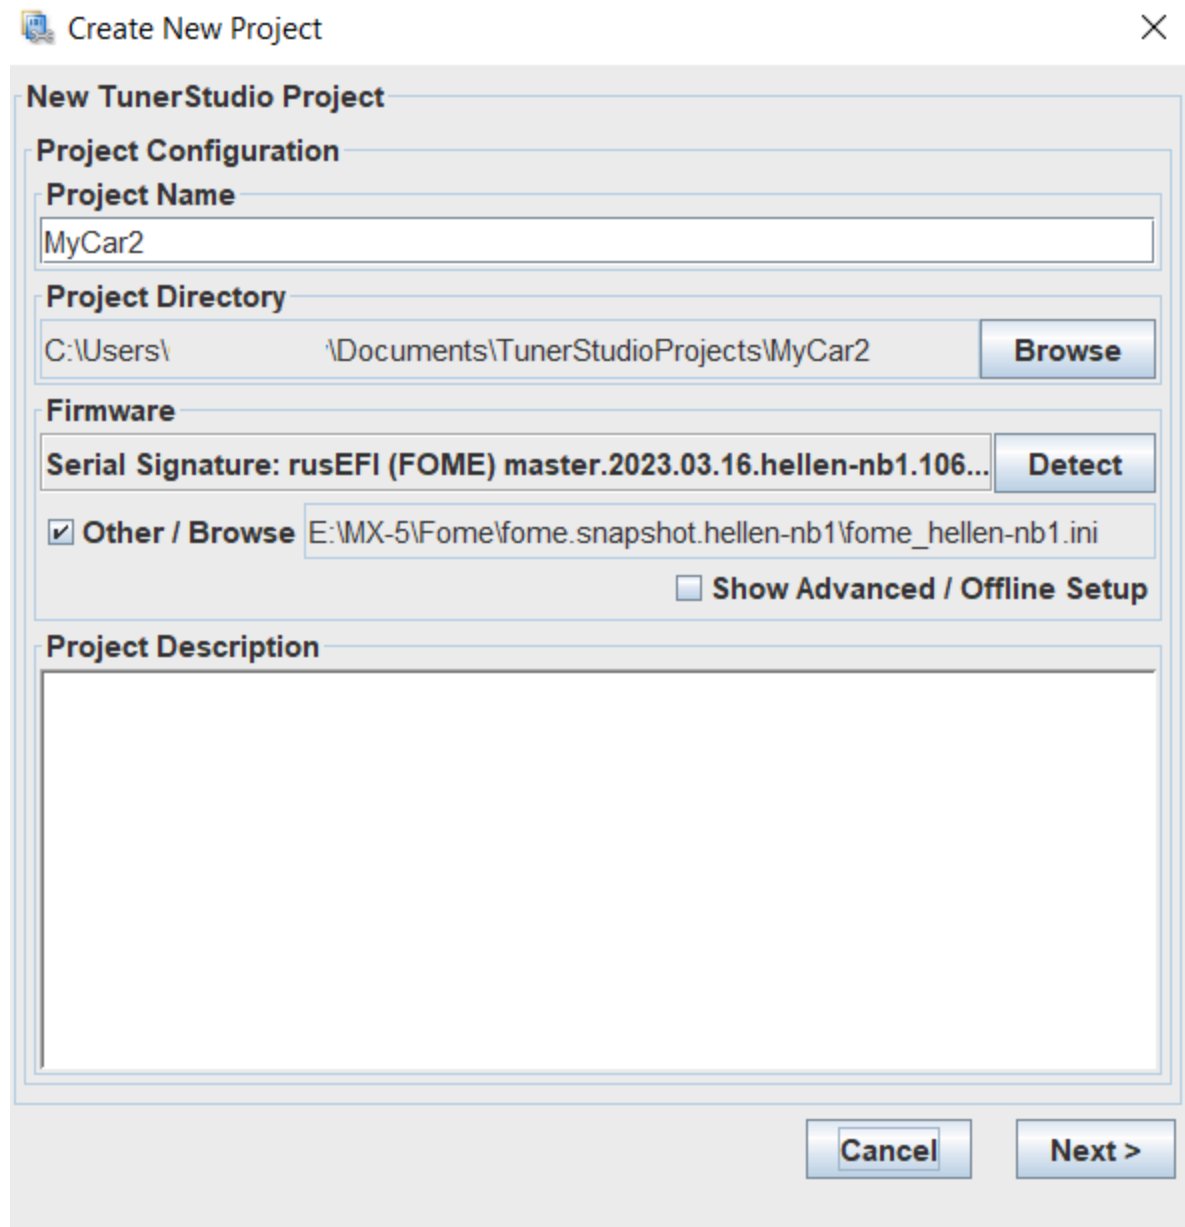 Create New Project
New TunerStudio Project
Project Configuration
Project Name
MyCar2
Project Directory
C:\Users\ \Documents\TunerStudioProjects\MyCar2
Browse
Firmware
Serial Signature: rusEFI (FOME) master.2023.03.16.hellen-nb1.106...
Detect
Other / Browse
E:\MX-5\Fome\fome.snapshot.hellen-nb1\fome_hellen-nb1.ini
Show Advanced / Offline Setup
Project Description
Cancel
Next >